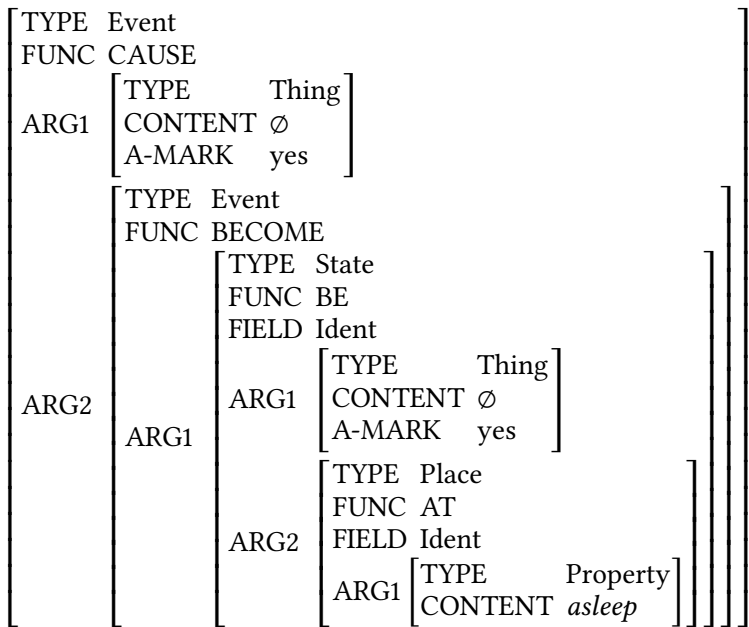 TYPE Event
FUNC CAUSE
ARG1
TYPE Thing
CONTENT ∅
A-MARK yes
ARG2
TYPE Event
FUNC BECOME
ARG1
TYPE State
FUNC BE
FIELD Ident
ARG1
TYPE Thing
CONTENT ∅
A-MARK yes
ARG2
TYPE Place
FUNC AT
FIELD Ident
ARG1
TYPE Property
CONTENT asleep